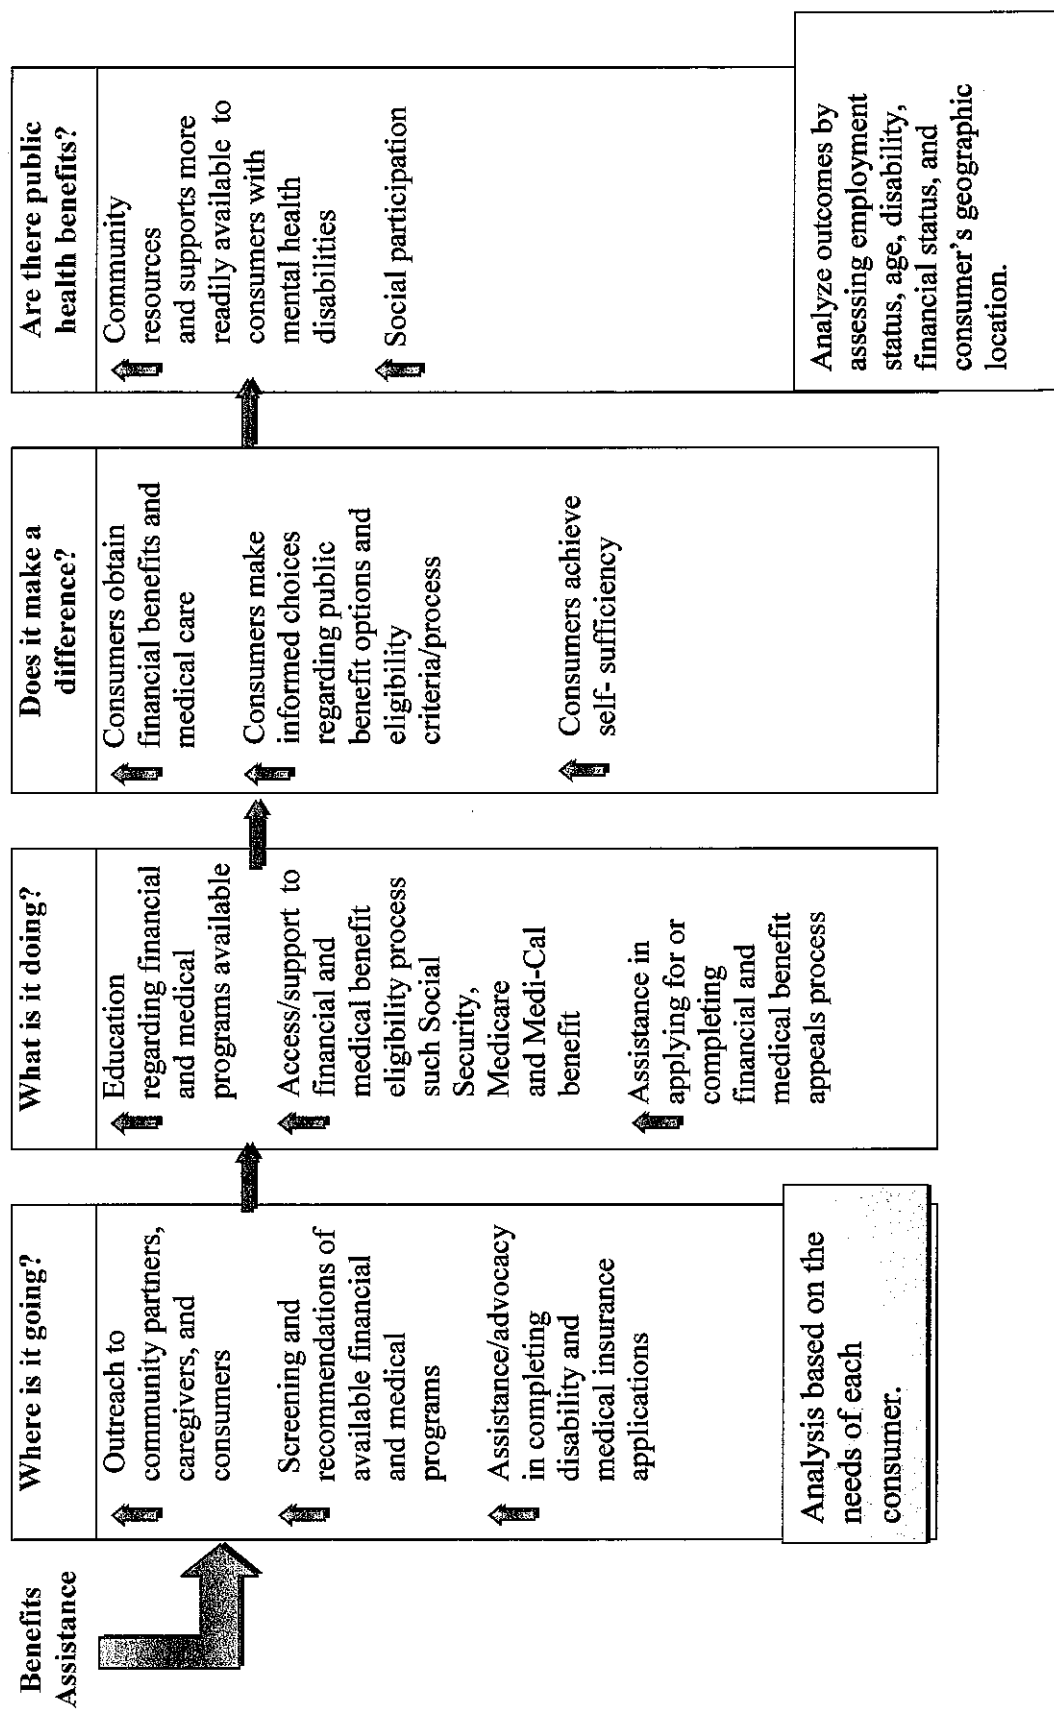 Benefits
Assistance
Where is it going?
Outreach to
community partners,
caregivers, and
consumers
Screening and
recommendations of
available financial
and medical
programs
Assistance/advocacy
in completing
disability and
medical insurance
applications
Analysis based on the
needs of each
consumer.
What is it doing?
Education
regarding financial
and medical
programs available
Access/support to
financial and
medical benefit
eligibility process
such Social
Security,
Medicare
and Medi-Cal
benefit
Assistance in
applying for or
completing
financial and
medical benefit
appeals process
Does it make a
difference?
Consumers obtain
financial benefits and
medical care
Consumers make
informed choices
regarding public
benefit options and
eligibility
criteria/process
Consumers achieve
self- sufficiency
Are there public
health benefits?
Community
resources
and supports more
readily available to
consumers with
mental health
disabilities
Social participation
Analyze outcomes by
assessing employment
status, age, disability,
financial status, and
consumer's geographic
location.